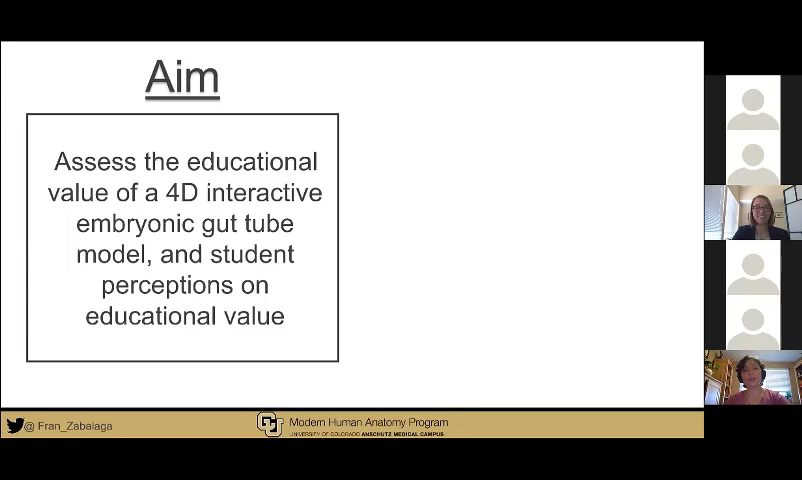 Aim
Assess the educational
value of a 4D interactive
embryonic gut tube
model, and student
perceptions on
educational value
@ Fran_Zabalaga
Modern Human Anatomy Program
UNIVERSITY OF COLORADO ANSCHUTZ MEDICAL CAMPUS